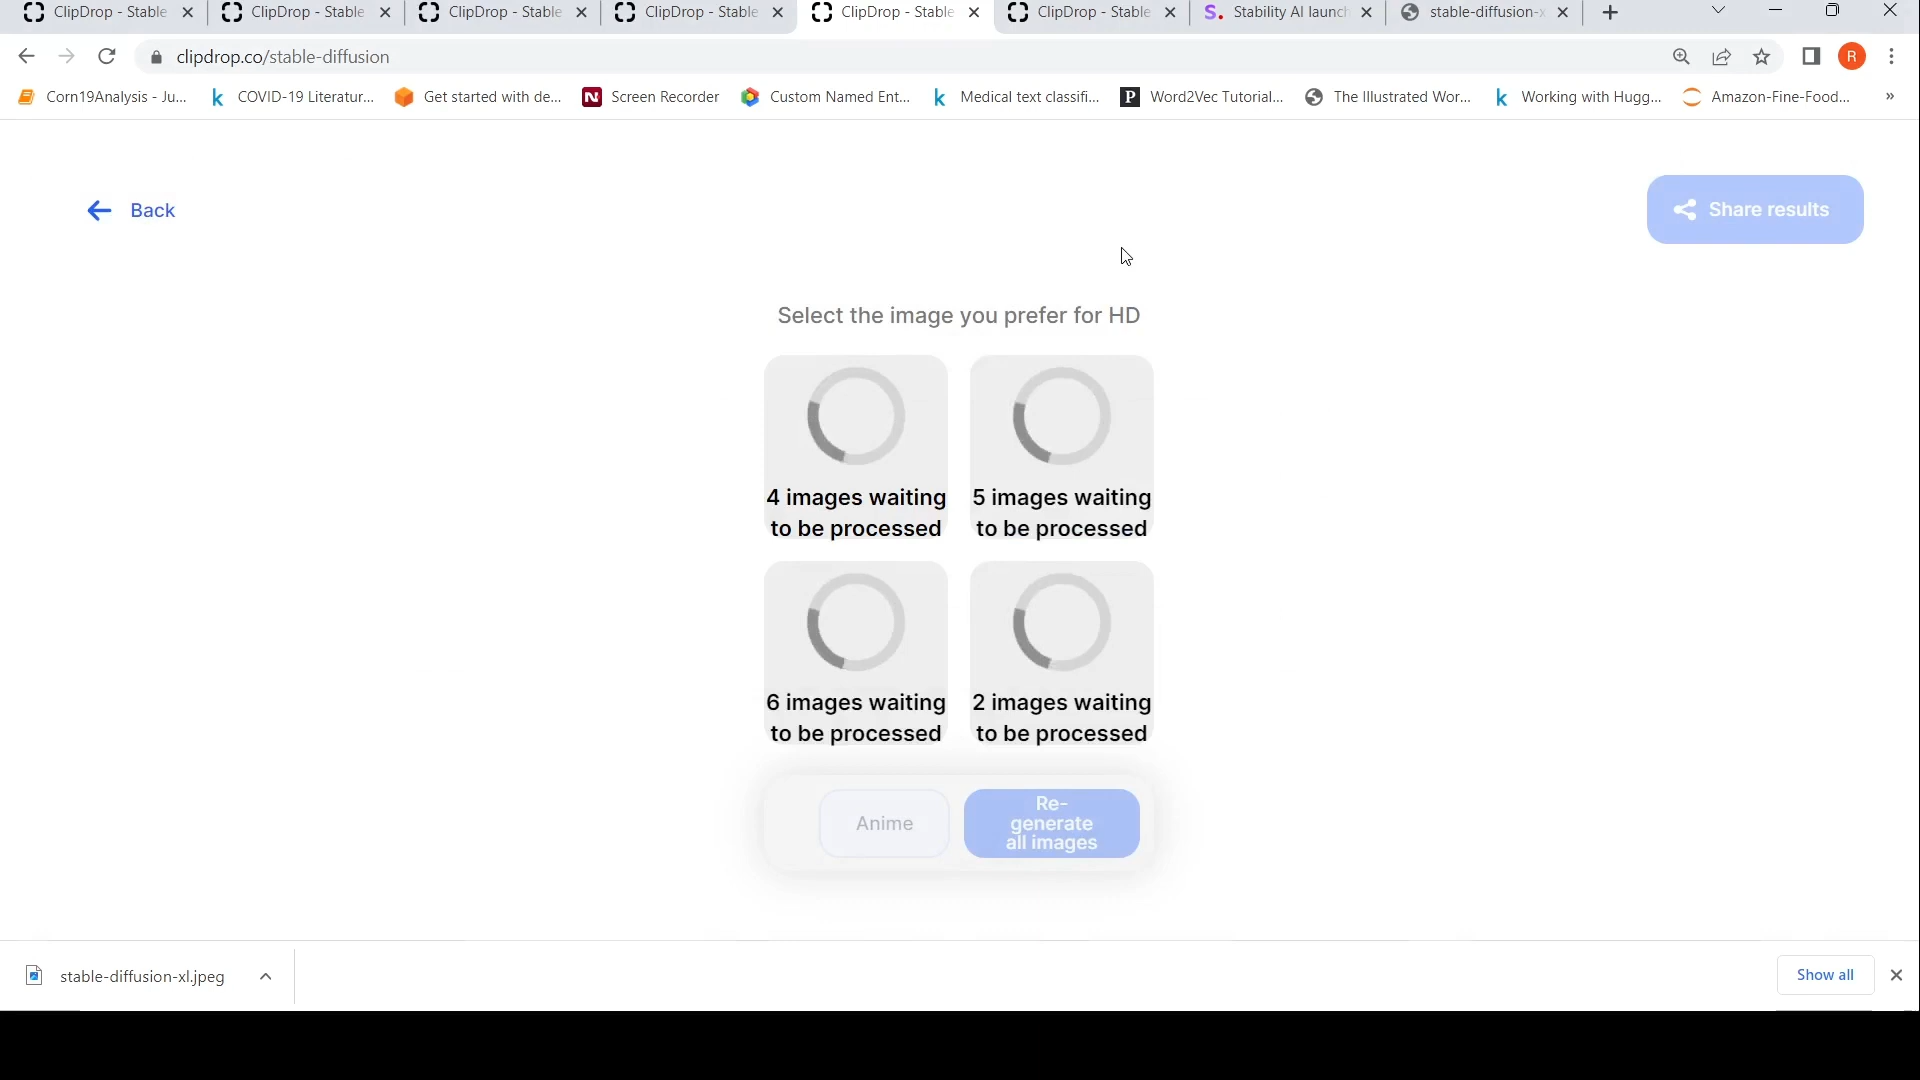 ClipDrop - Stable ClipDrop - Stable ClipDrop - Stable ClipDrop - Stable ClipDrop - Stable ClipDrop - Stable S. Stability AI launch stable-diffusion-x
clipdrop.co/stable-diffusion R
Corn19Analysis - Ju... k COVID-19 Literatur... Get started with de... N Screen Recorder Custom Named Ent... k Medical text classifi... P Word2Vec Tutorial... The Illustrated Wor... k Working with Hugg... Amazon-Fine-Food... »
Back
Share results
Select the image you prefer for HD
4 images waiting
to be processed
5 images waiting
to be processed
6 images waiting
to be processed
2 images waiting
to be processed
Anime
Re-
generate
all images
stable-diffusion-xl.jpeg
Show all